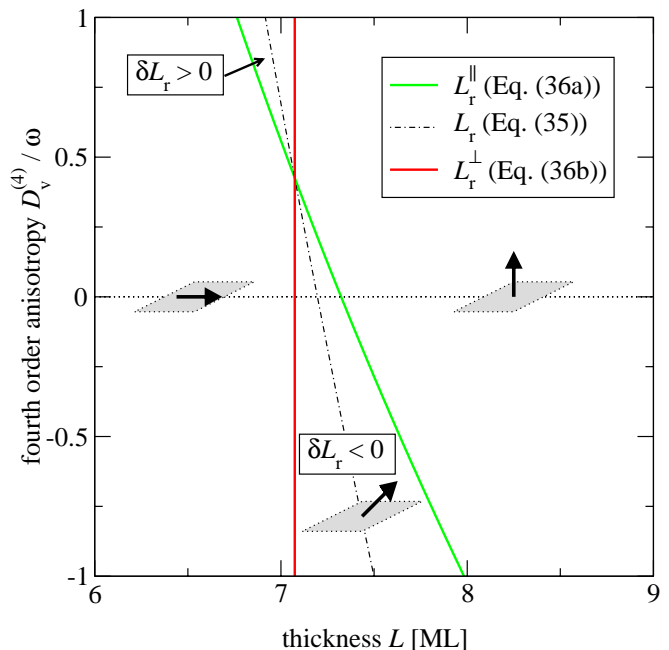 1
0.5
0
-0.5
-1
fourth order anisotropy D_v^(4) / ω
δL_r > 0
L_r^∥ (Eq. (36a))
L_r (Eq. (35))
L_r^⊥ (Eq. (36b))
δL_r < 0
6 7 8 9
thickness L [ML]